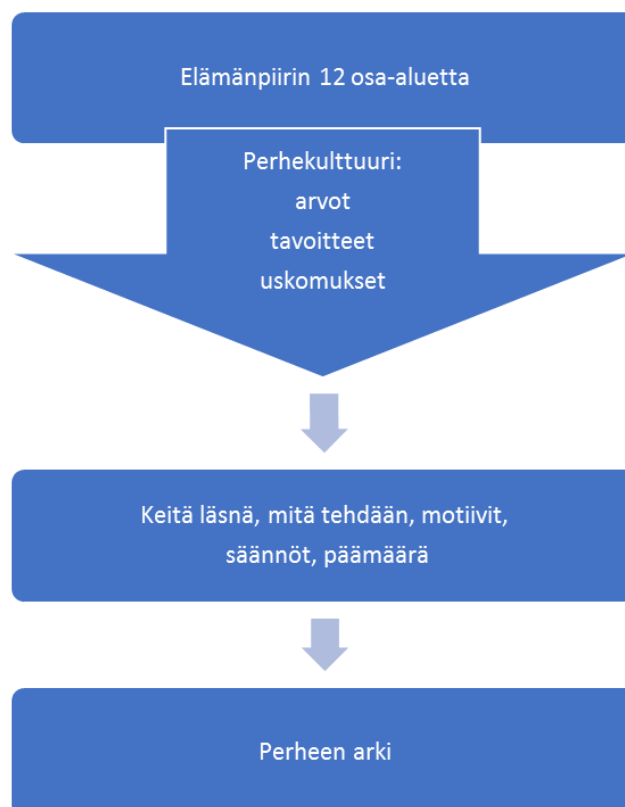 Elämänpiirin 12 osa-aluetta
Perhekulttuuri:
arvot
tavoitteet
uskomukset
Keitä läsnä, mitä tehdään, motiivit,
säännöt, päämäärä
Perheen arki